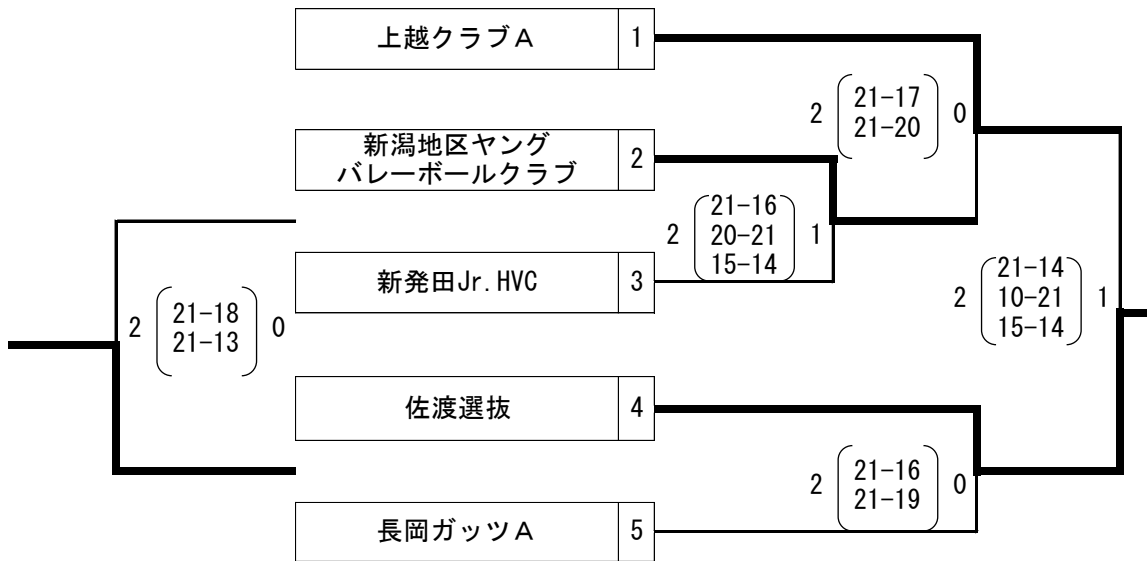 上越クラブA 1
2 21-17 0
21-20
新潟地区ヤング
バレーボールクラブ 2
2 21-16 1
20-21
15-14
新発田Jr.HVC 3
2 21-14 1
10-21
15-14
2 21-18 0
21-13
佐渡選抜 4
2 21-16 0
21-19
長岡ガッツA 5